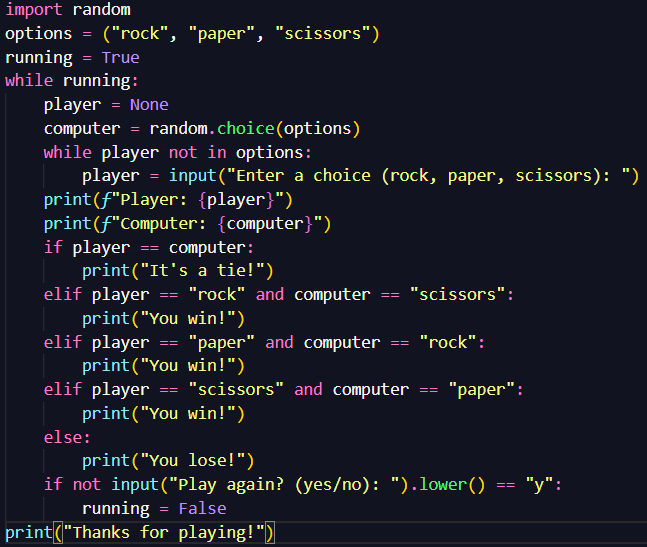 import random
options = ("rock", "paper", "scissors")
running = True
while running:
    player = None
    computer = random.choice(options)
    while player not in options:
        player = input("Enter a choice (rock, paper, scissors): ")
    print(f"Player: {player}")
    print(f"Computer: {computer}")
    if player == computer:
        print("It's a tie!")
    elif player == "rock" and computer == "scissors":
        print("You win!")
    elif player == "paper" and computer == "rock":
        print("You win!")
    elif player == "scissors" and computer == "paper":
        print("You win!")
    else:
        print("You lose!")
    if not input("Play again? (yes/no): ").lower() == "y":
        running = False
print("Thanks for playing!")